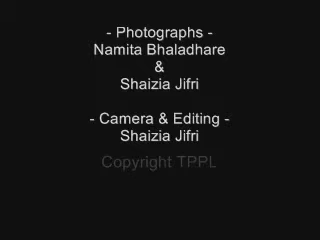 - Photographs -
Namita Bhaladhare
&
Shaizia Jifri
- Camera & Editing -
Shaizia Jifri
Copyright TPPL